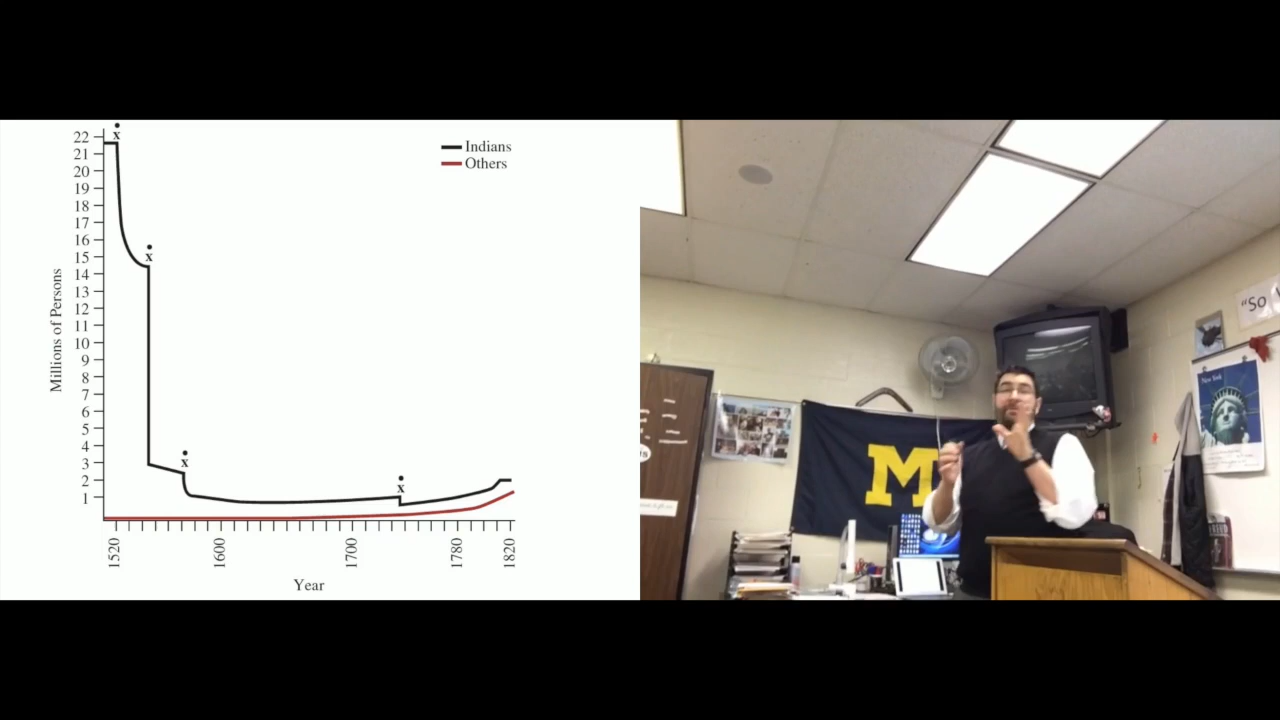 x
22
21
20
19
18
17
16
15
14
13
12
11
10
9
8
7
6
5
4
3
2
1
Millions of Persons
x
x
x
Indians
Others
1520
1600
1700
1780
1820
Year
M
"So
New York